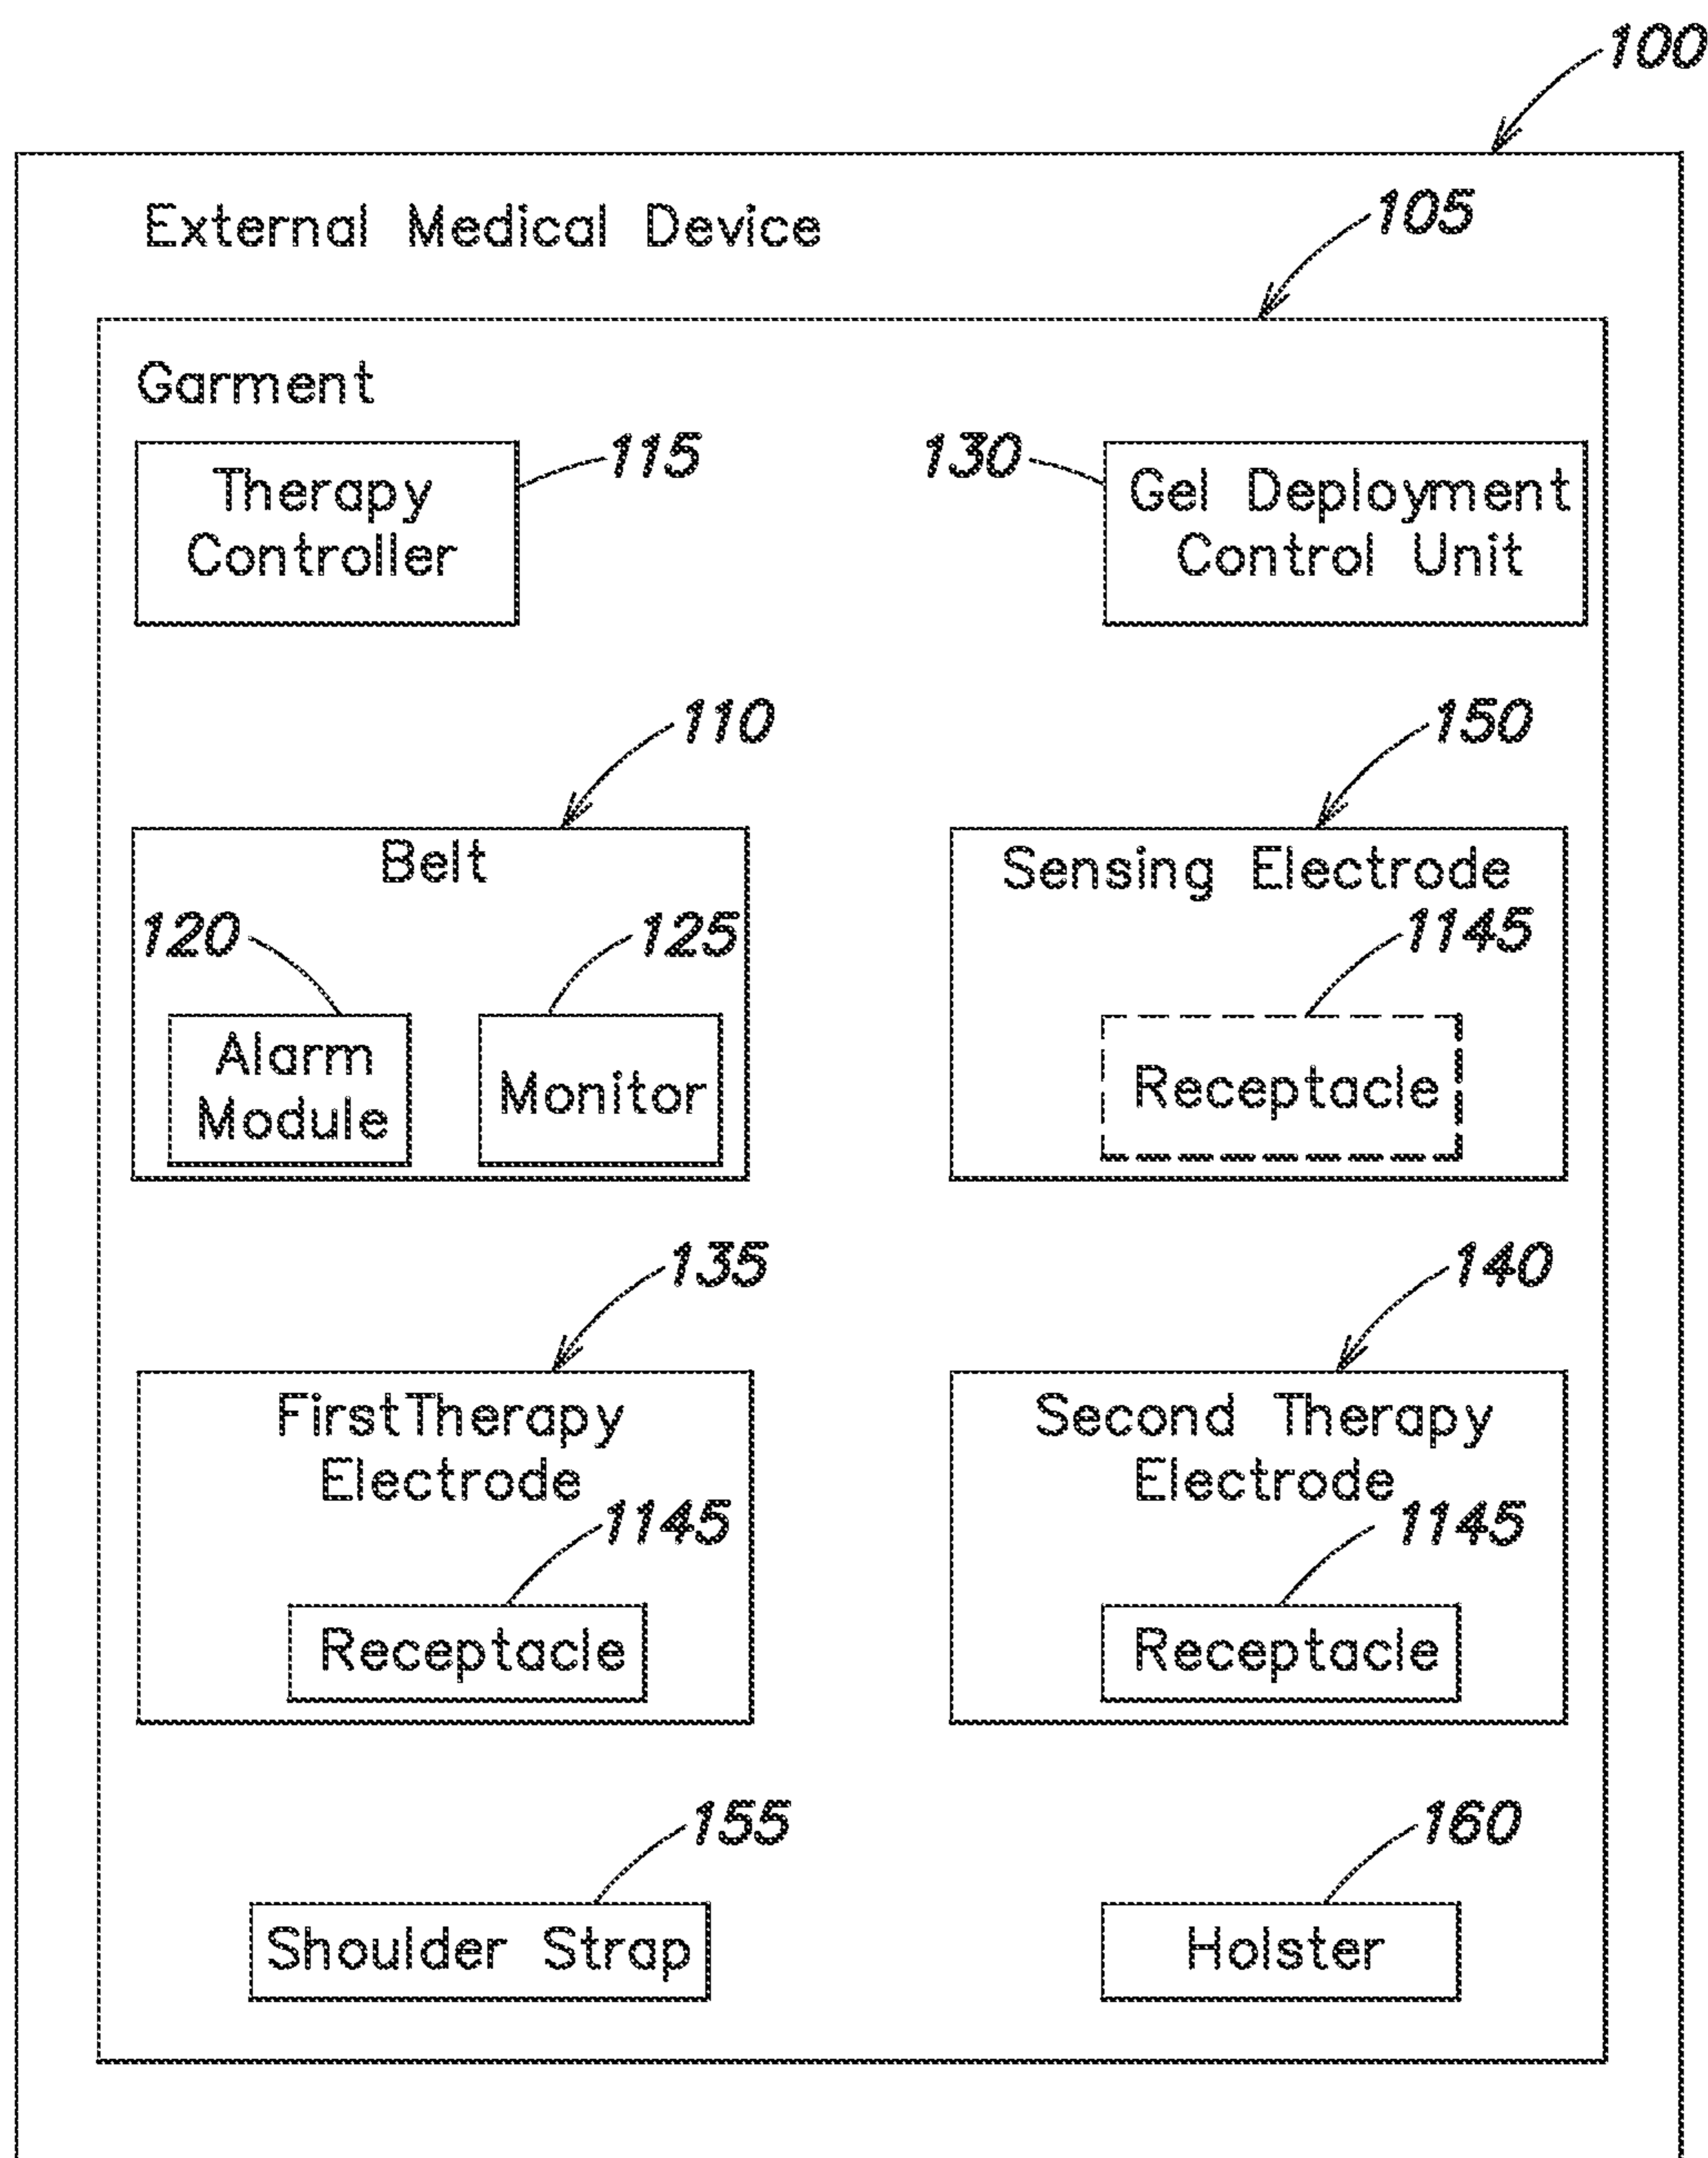 100
External Medical Device
105
Garment
115
130
Therapy
Controller
Gel Deployment
Control Unit
110
150
Belt
Sensing Electrode
120
125
1145
Alarm
Module
Monitor
Receptacle
135
140
FirstTherapy
Electrode
Second Therapy
Electrode
1145
1145
Receptacle
Receptacle
155
160
Shoulder Strap
Holster